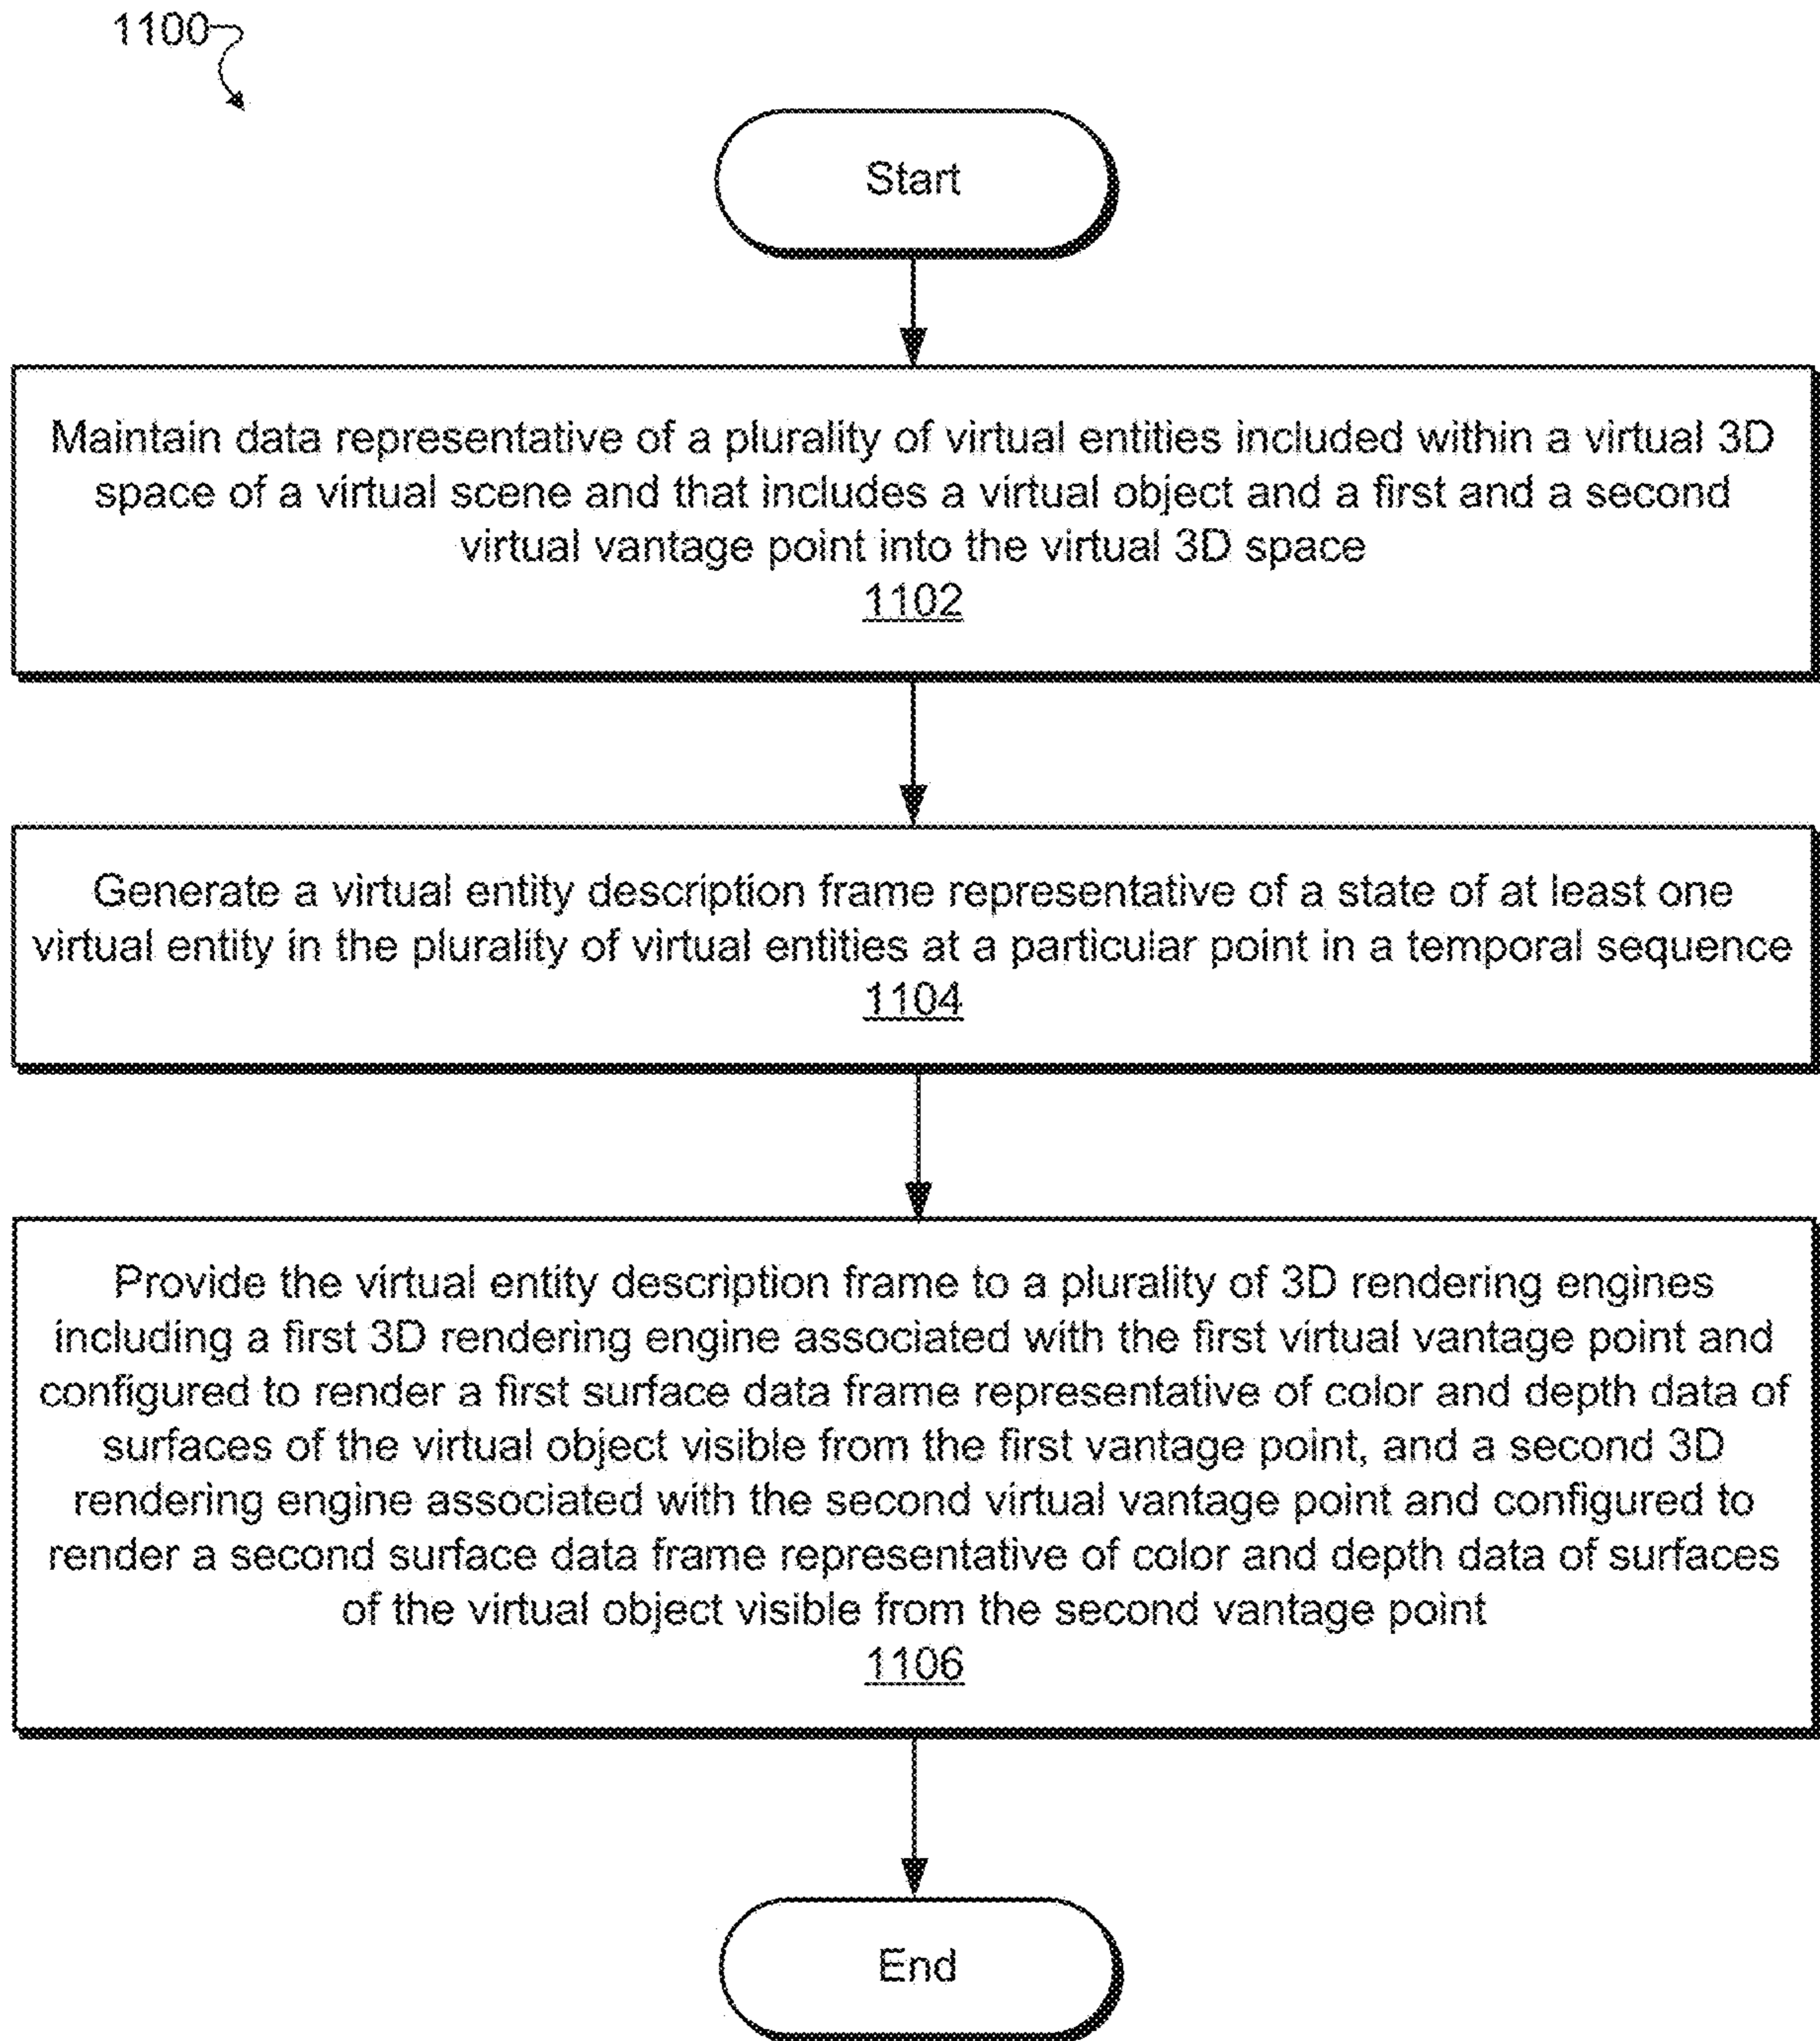 1100
Start
Maintain data representative of a plurality of virtual entities included within a virtual 3D
space of a virtual scene and that includes a virtual object and a first and a second
virtual vantage point into the virtual 3D space
1102
Generate a virtual entity description frame representative of a state of at least one
virtual entity in the plurality of virtual entities at a particular point in a temporal sequence
1104
Provide the virtual entity description frame to a plurality of 3D rendering engines
including a first 3D rendering engine associated with the first virtual vantage point and
configured to render a first surface data frame representative of color and depth data of
surfaces of the virtual object visible from the first vantage point, and a second 3D
rendering engine associated with the second virtual vantage point and configured to
render a second surface data frame representative of color and depth data of surfaces
of the virtual object visible from the second vantage point
1106
End